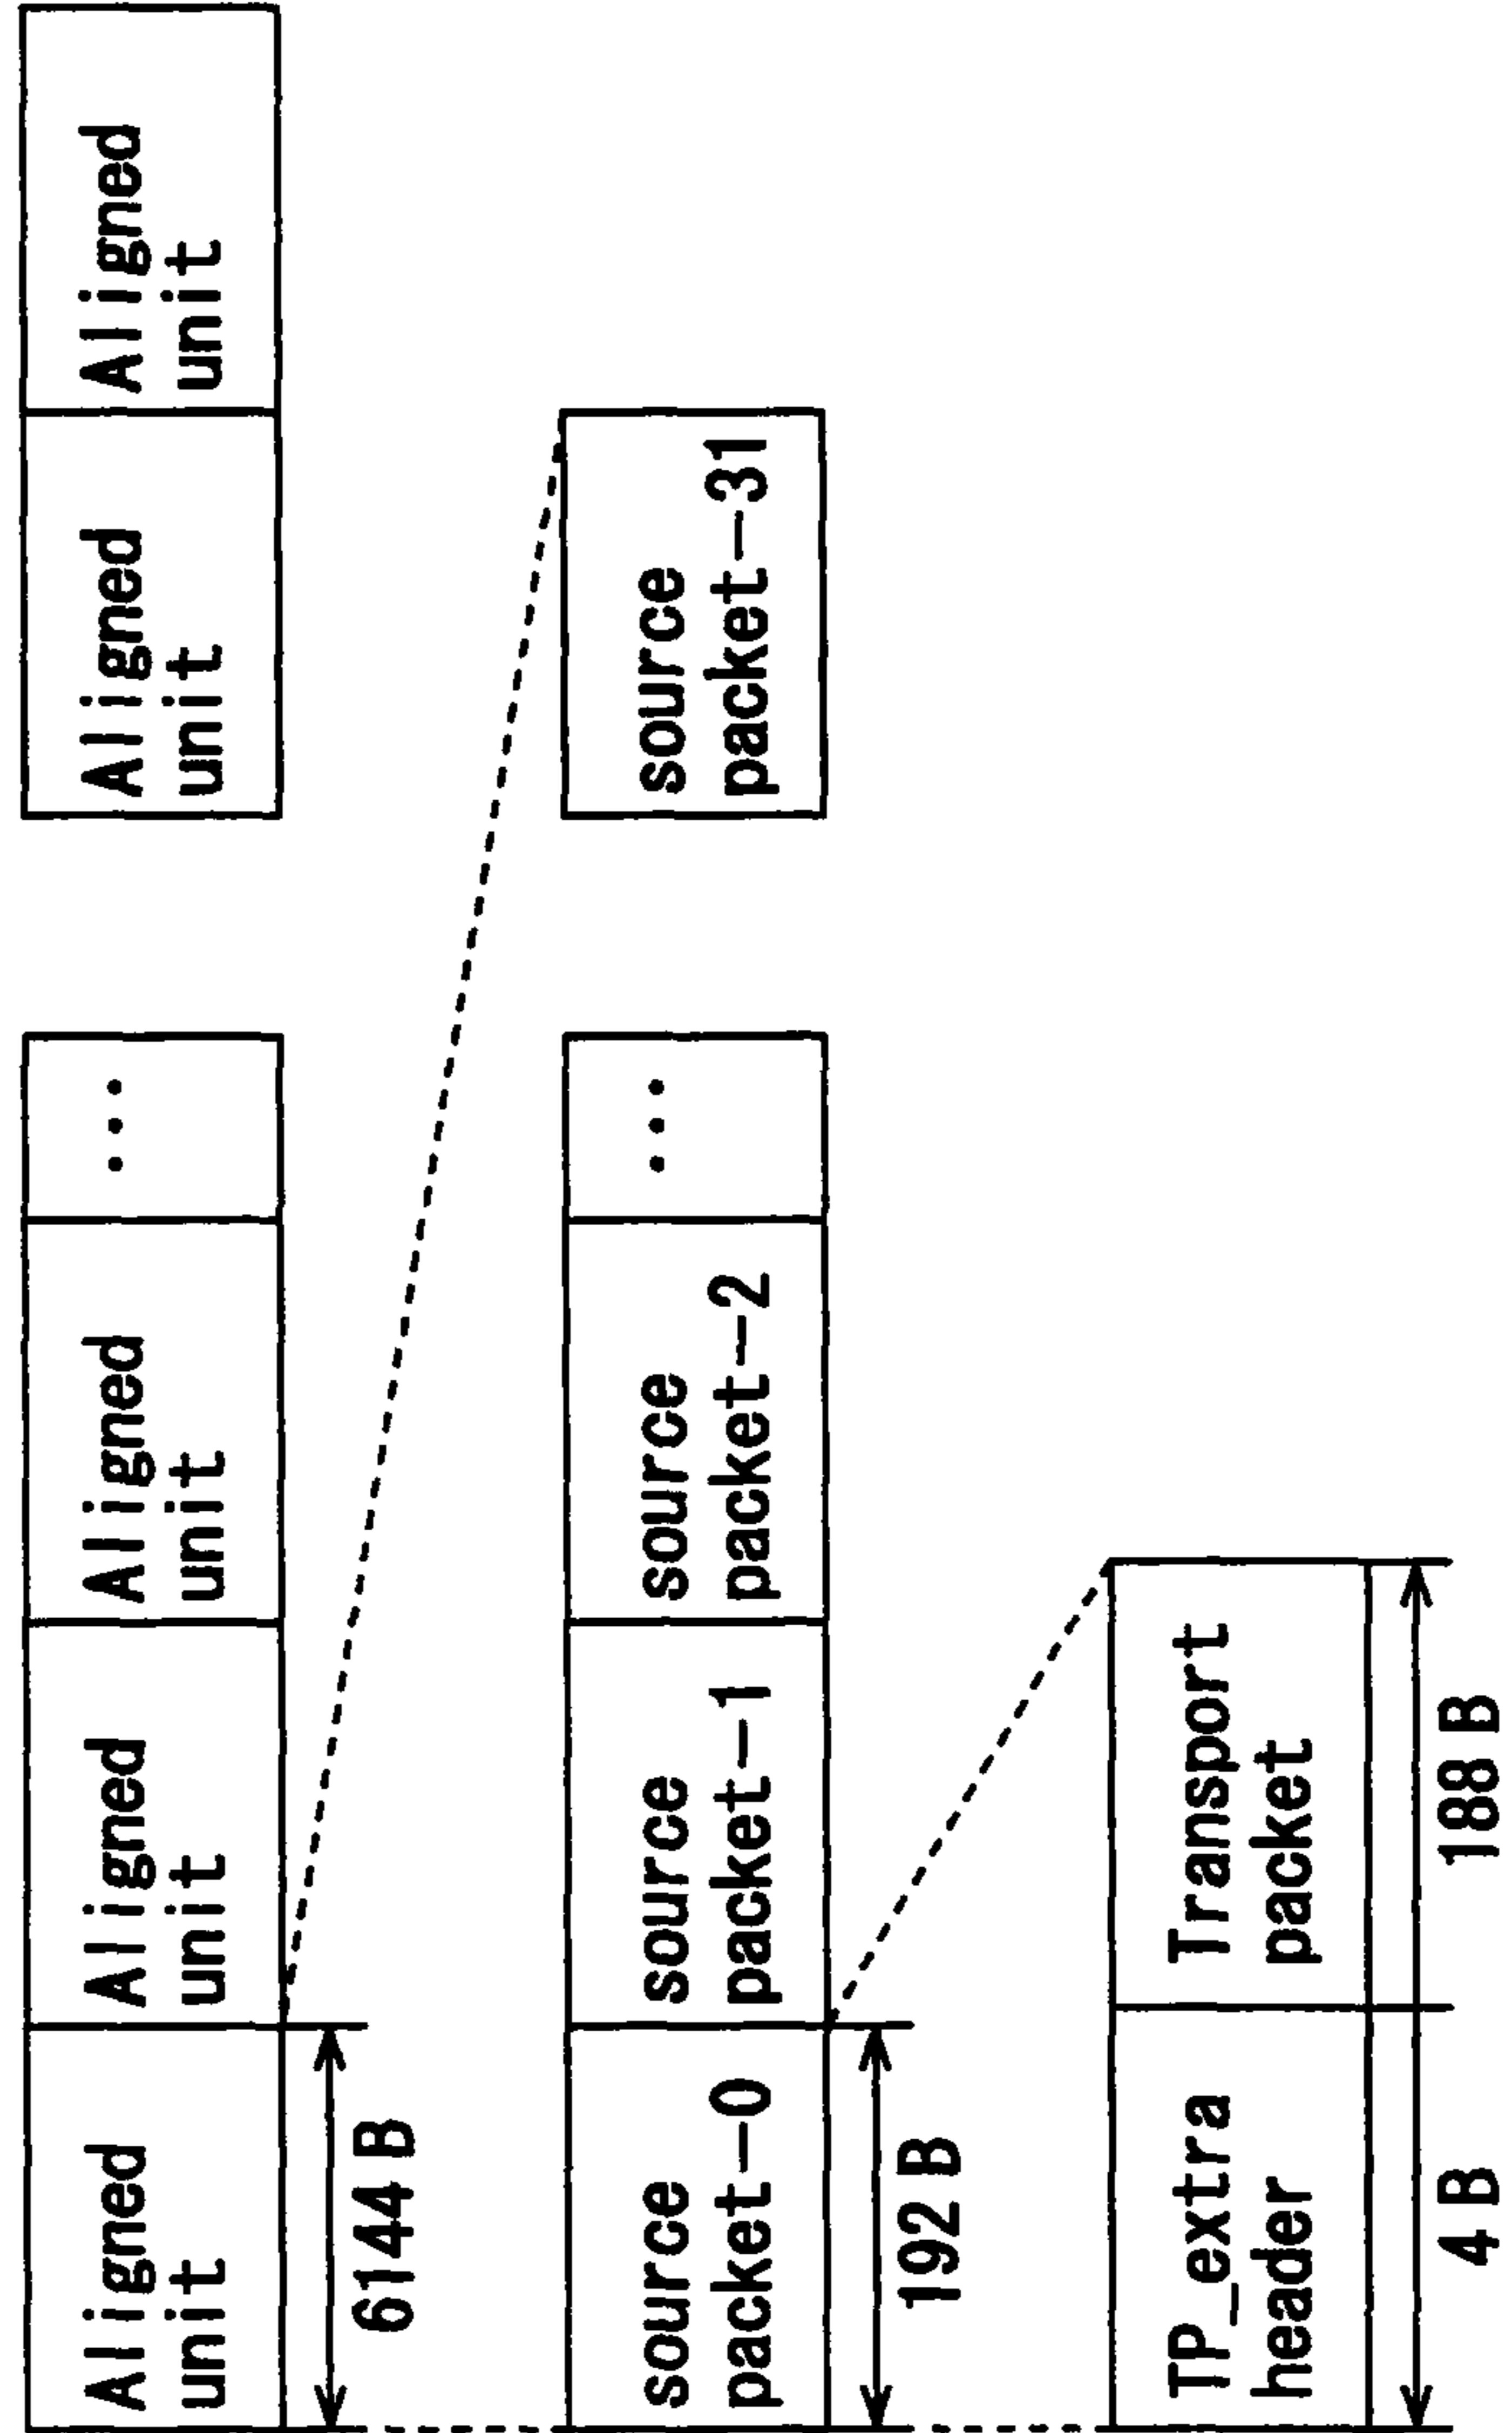 Aligned
unit
Aligned
unit
Aligned
unit
...
Aligned
unit
Aligned
unit
6144 B
source
packet-0
source
packet-1
source
packet-2
...
source
packet-31
192 B
TP_extra
header
Transport
packet
4 B
188 B